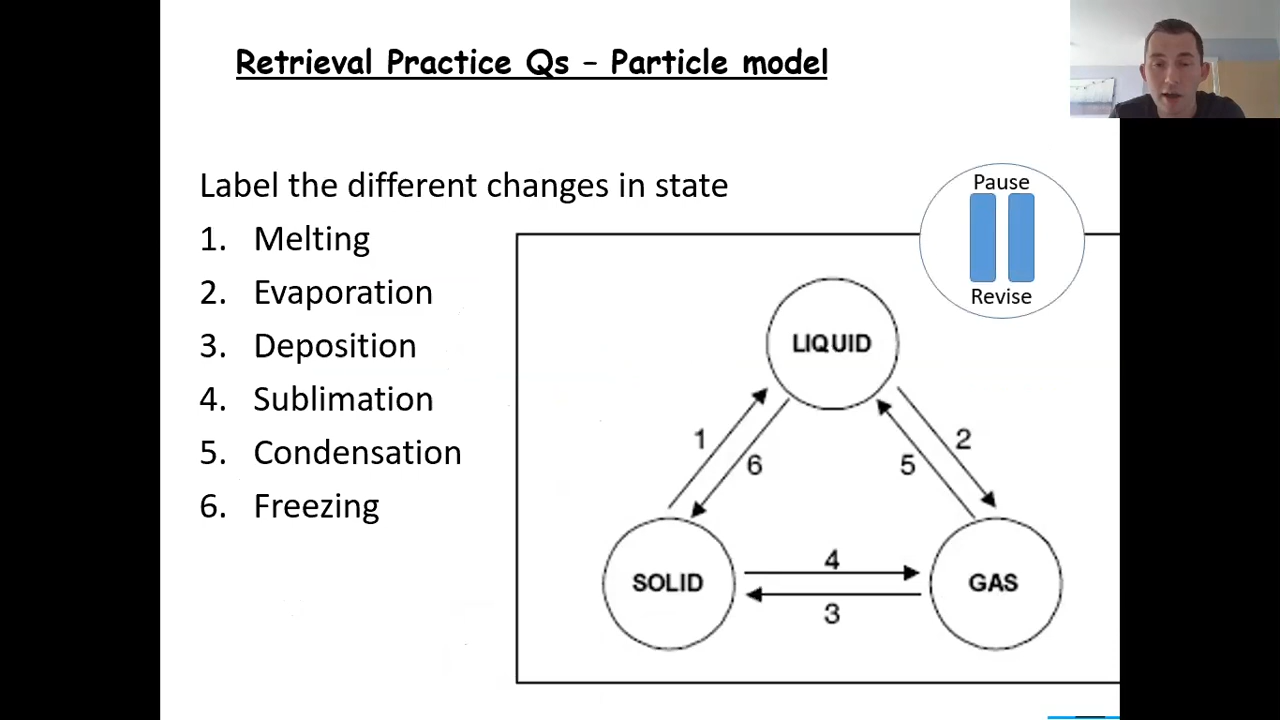 Retrieval Practice Qs – Particle model
Label the different changes in state
1. Melting
2. Evaporation
3. Deposition
4. Sublimation
5. Condensation
6. Freezing
Pause
Revise
LIQUID
1
6
5
2
SOLID
4
3
GAS